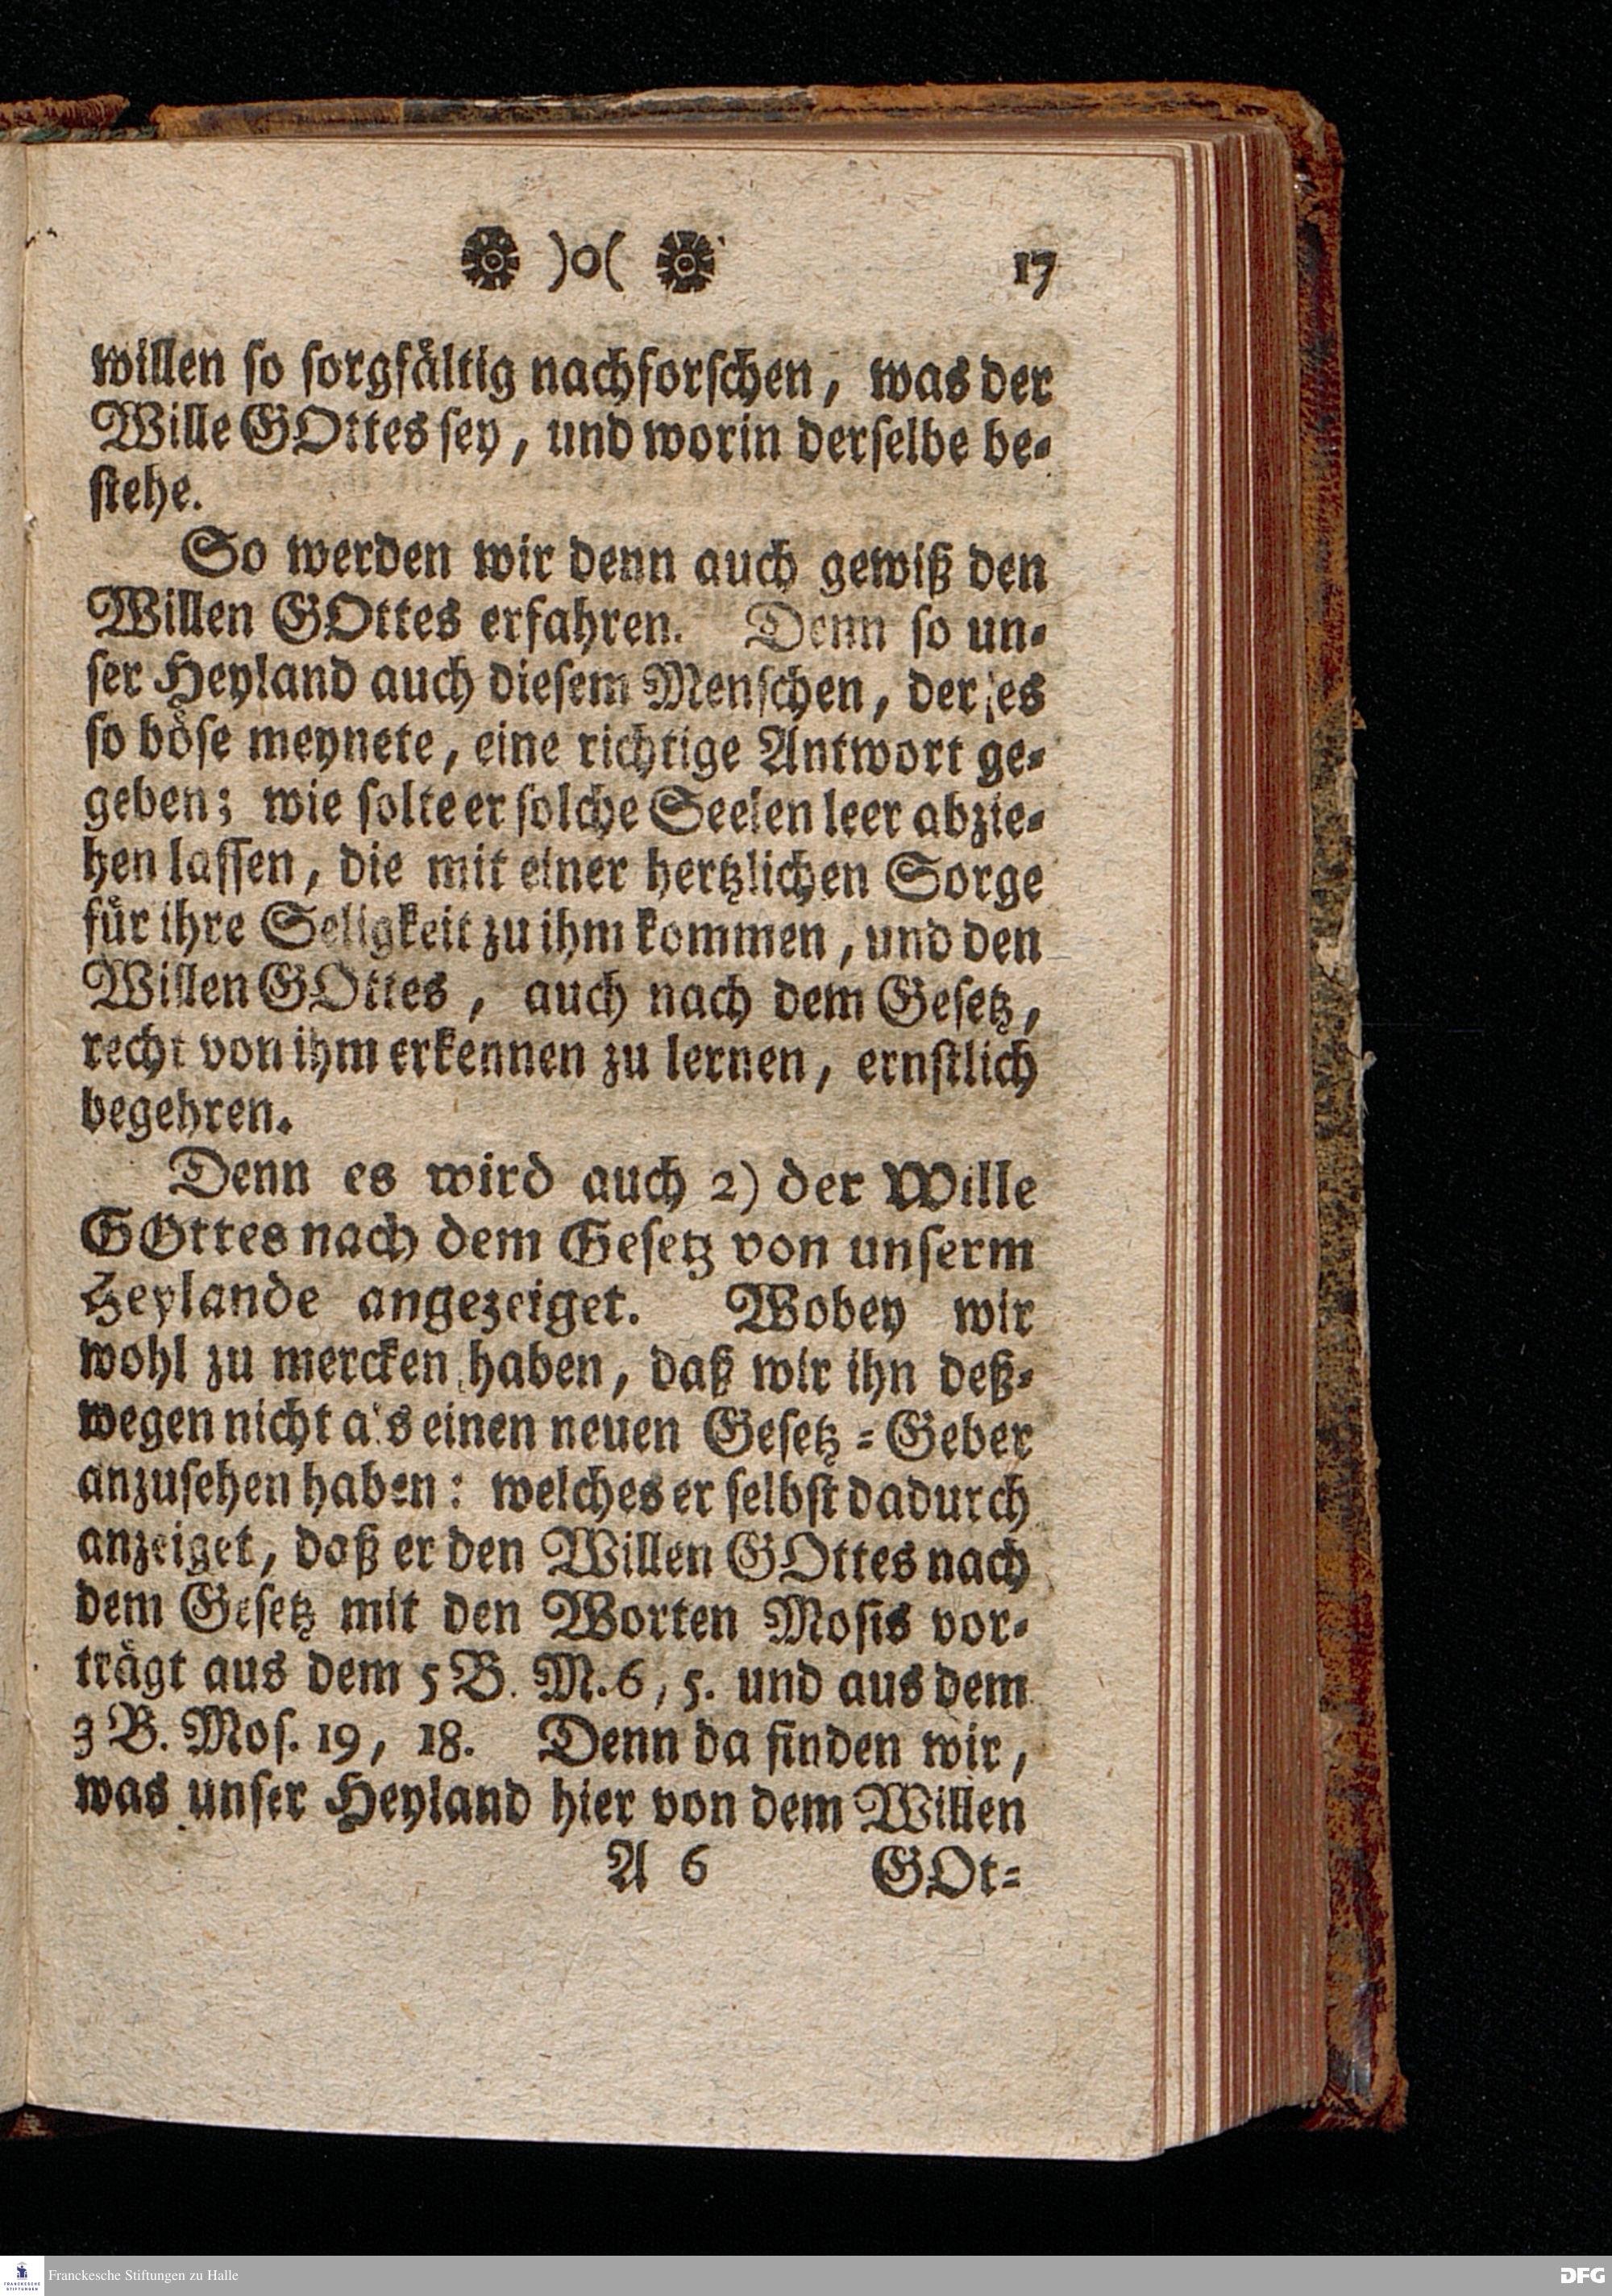 )o( 17
willen so sorgfältig nachforschen, was der
Wille GOttes sey, und worin derselbe be-
stehe.
So werden wir denn auch gewiß den
Willen GOttes erfahren. Denn so un-
ser Heyland auch diesem Menschen, der es
so böse meynete, eine richtige Antwort ge-
geben; wie solte er solche Seelen leer abzie-
hen lassen, die mit einer hertzlichen Sorge
für ihre Seligkeit zu ihm kommen, und den
Willen GOttes, auch nach dem Gesetz,
recht von ihm erkennen zu lernen, ernstlich
begehren.
Denn es wird auch 2) der Wille
GOttes nach dem Gesetz von unserm
Heylande angezeiget. Wobey wir
wohl zu mercken haben, daß wir ihn deß-
wegen nicht als einen neuen Gesetz-Geber
anzusehen haben: welches er selbst dadurch
anzeiget, daß er den Willen GOttes nach
dem Gesetz mit den Worten Mosis vor-
trägt aus dem 5 B. M. 6, 5. und aus dem
3 B. Mos. 19, 18. Denn da finden wir,
was unser Heyland hier von dem Willen
A 6 GOt-
FRANCKESCHE STIFTUNGEN
Franckesche Stiftungen zu Halle
DFG